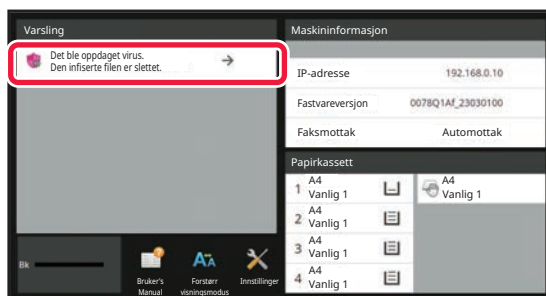 Varsling
Det ble oppdaget virus.
Den infiserte filen er slettet.
Bk
Bruker's
Manual
Forstørr
visningsmodus
Innstillinger
Maskininformasjon
IP-adresse 192.168.0.10
Fastvareversjon 0078Q1Af_23030100
Faksmottak Automottak
Papirkassett
1 A4
Vanlig 1
A4
Vanlig 1
2 A4
Vanlig 1
3 A4
Vanlig 1
4 A4
Vanlig 1